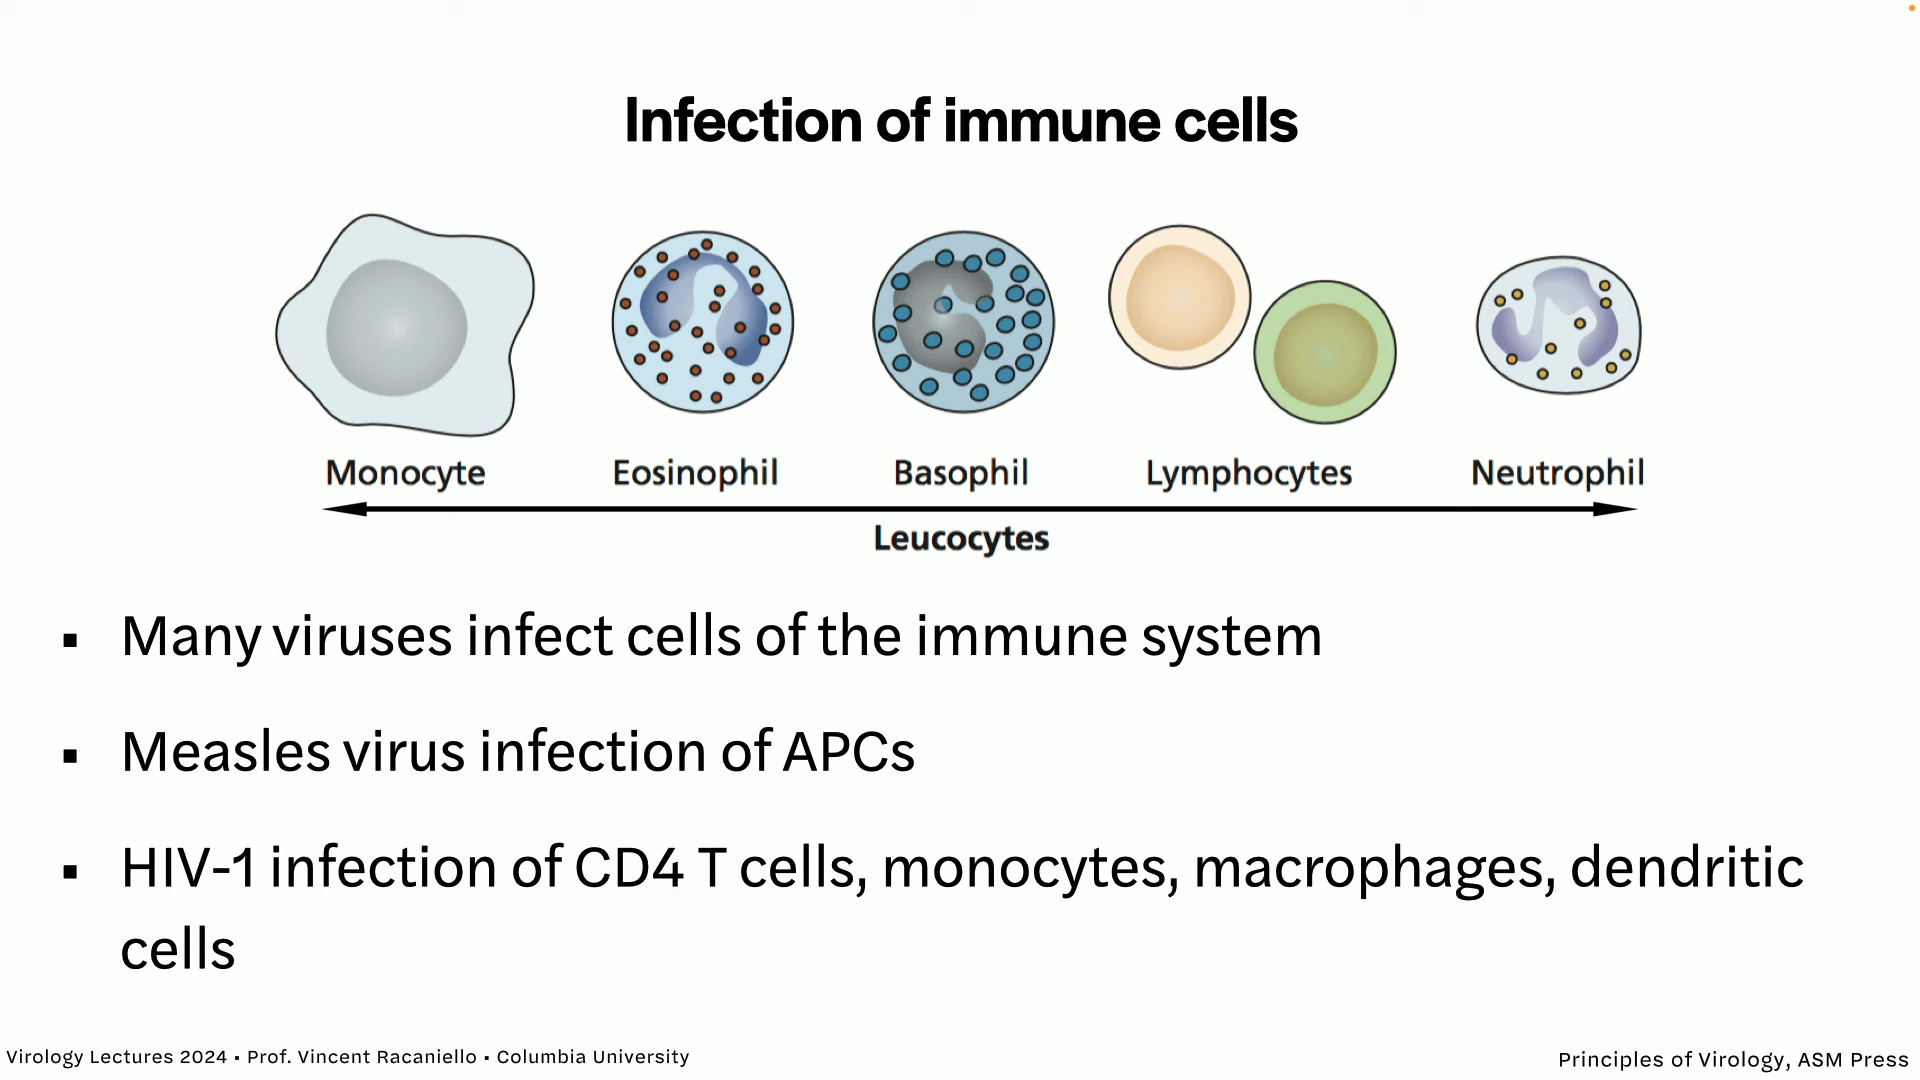 Infection of immune cells
Monocyte Eosinophil Basophil Lymphocytes Neutrophil
Leucocytes
▪ Many viruses infect cells of the immune system
▪ Measles virus infection of APCs
▪ HIV-1 infection of CD4 T cells, monocytes, macrophages, dendritic
cells
Virology Lectures 2024 • Prof. Vincent Racaniello • Columbia University
Principles of Virology, ASM Press